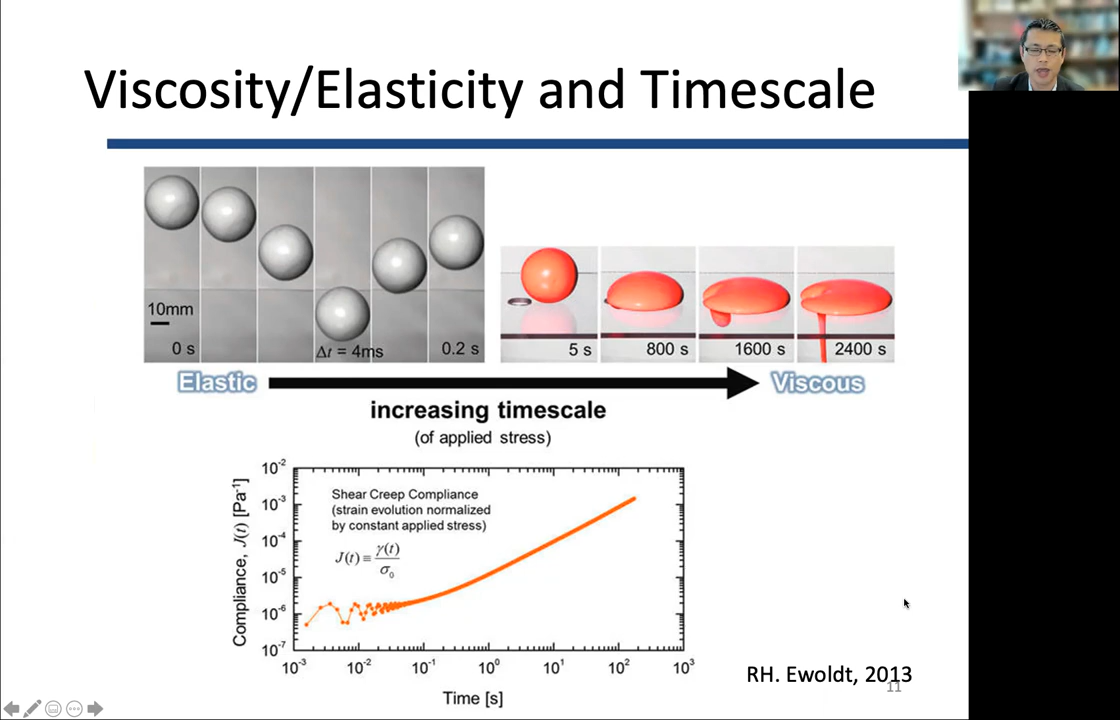 Viscosity/Elasticity and Timescale
10mm
0 s
Δt = 4ms
0.2 s
5 s
800 s
1600 s
2400 s
Elastic
Viscous
increasing timescale
(of applied stress)
Shear Creep Compliance
(strain evolution normalized
by constant applied stress)
J(t) ≡ γ(t)/σ₀
Compliance, J(t) [Pa⁻¹]
10⁻²
10⁻³
10⁻⁴
10⁻⁵
10⁻⁶
10⁻⁷
10⁻³ 10⁻² 10⁻¹ 10⁰ 10¹ 10² 10³
Time [s]
RH. Ewoldt, 2013
11